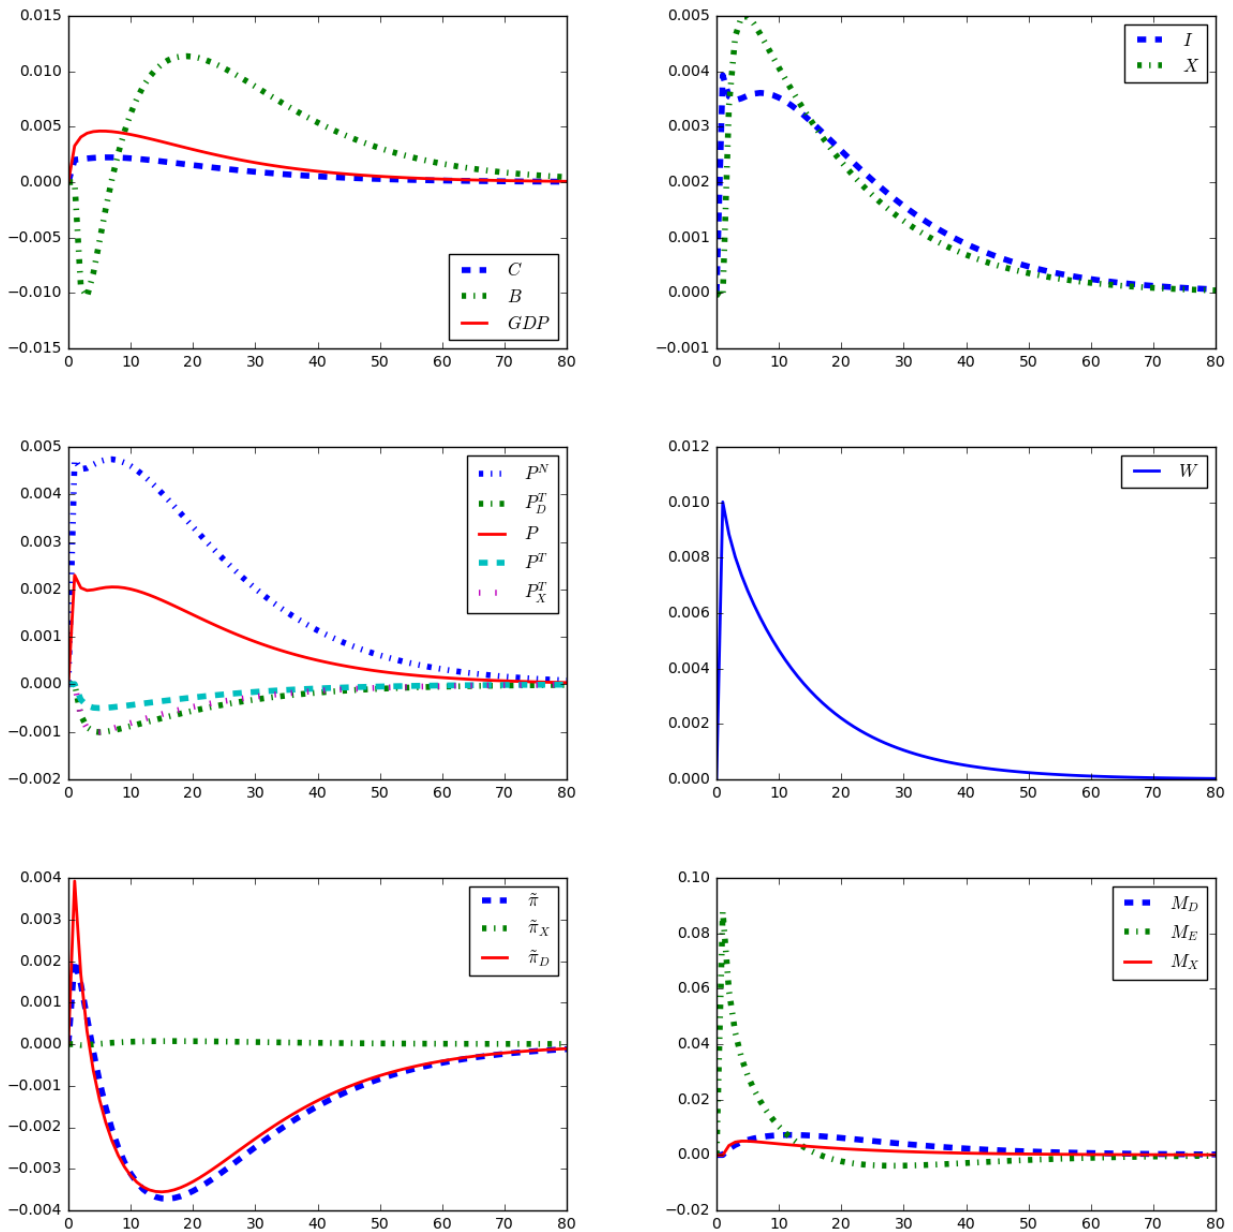 0.015
0.010
0.005
0.000
−0.005
−0.010
−0.015
0 10 20 30 40 50 60 70 80
C
B
GDP
0.005
0.004
0.003
0.002
0.001
0.000
−0.001
0 10 20 30 40 50 60 70 80
I
X
0.005
0.004
0.003
0.002
0.001
0.000
−0.001
−0.002
0 10 20 30 40 50 60 70 80
P^N
P_D^T
P
P^T
P_X^T
0.012
0.010
0.008
0.006
0.004
0.002
0.000
0 10 20 30 40 50 60 70 80
W
0.004
0.003
0.002
0.001
0.000
−0.001
−0.002
−0.003
−0.004
0 10 20 30 40 50 60 70 80
π̃
π̃_X
π̃_D
0.10
0.08
0.06
0.04
0.02
0.00
−0.02
0 10 20 30 40 50 60 70 80
M_D
M_E
M_X